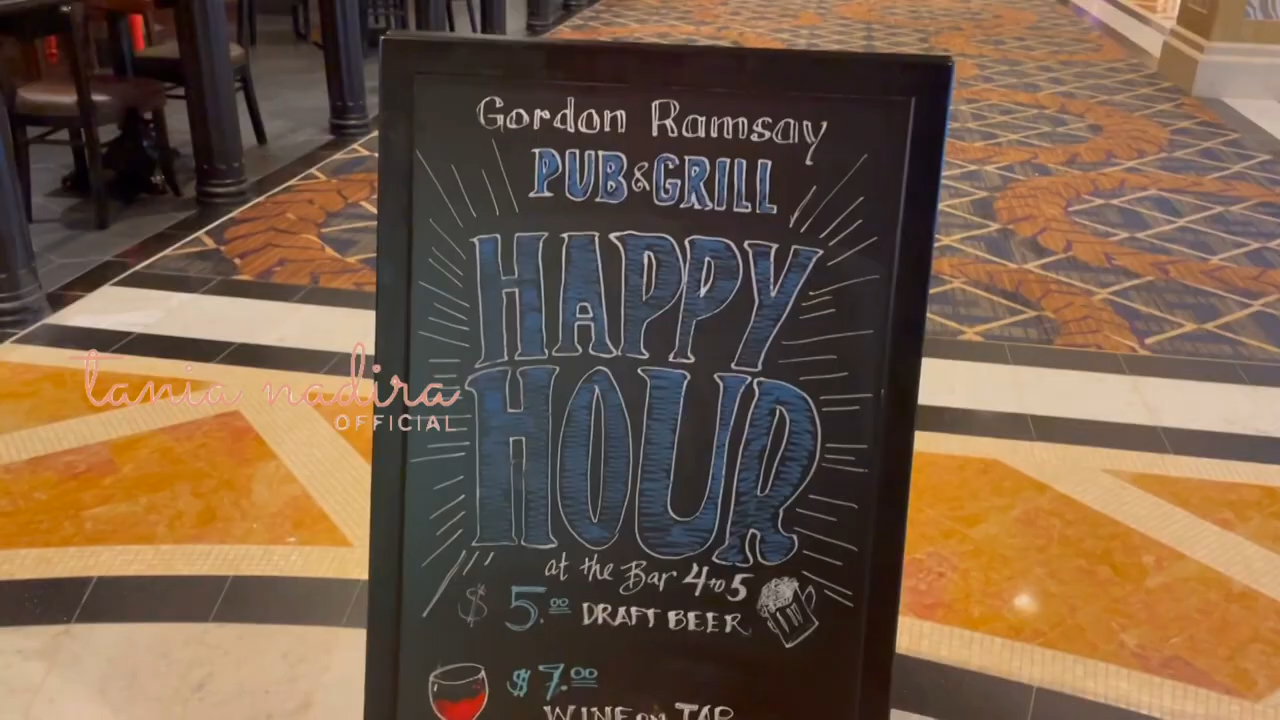 Gordon Ramsay
PUB & GRILL
HAPPY
HOUR
at the Bar 4 to 5
$ 5.00 DRAFT BEER
$ 7.00
WINE on TAP
tania nadira
OFFICIAL